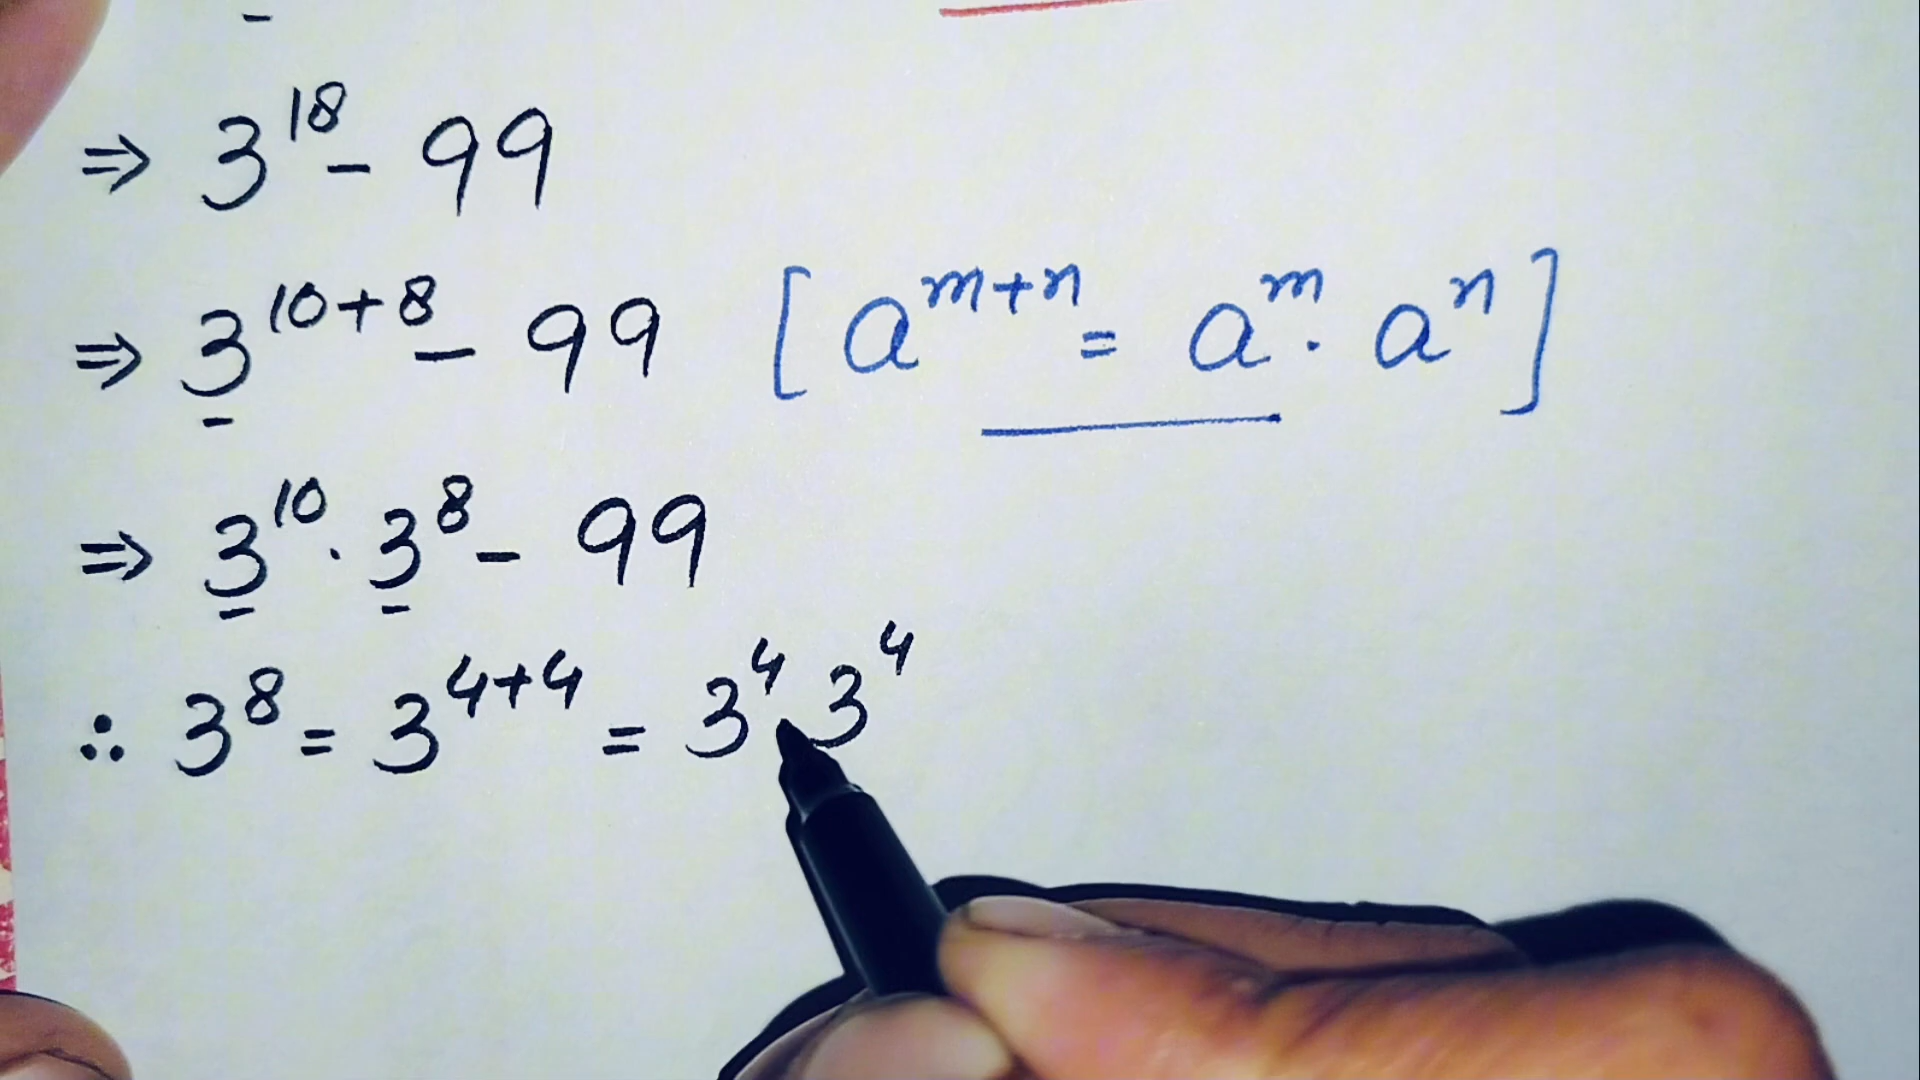 ⇒ 3^18 - 99
⇒ 3^10+8 - 99 [a^m+n = a^m · a^n]
⇒ 3^10 · 3^8 - 99
∴ 3^8 = 3^4+4 = 3^4 3^4